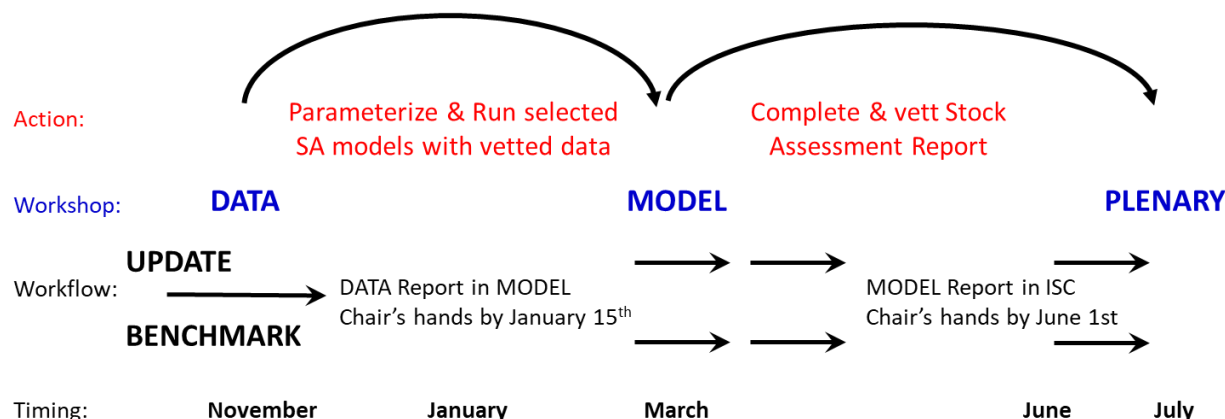 Action:
Parameterize & Run selected
SA models with vetted data
Complete & vett Stock
Assessment Report
Workshop: DATA MODEL PLENARY
UPDATE
Workflow:
BENCHMARK
DATA Report in MODEL
Chair's hands by January 15th
MODEL Report in ISC
Chair's hands by June 1st
Timing: November January March June July